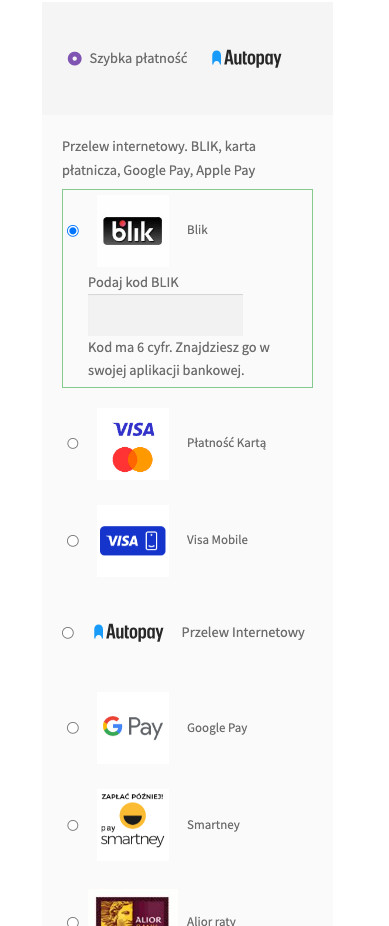 Szybka płatność Autopay
Przelew internetowy. BLIK, karta
płatnicza, Google Pay, Apple Pay
blik Blik
Podaj kod BLIK
Kod ma 6 cyfr. Znajdziesz go w
swojej aplikacji bankowej.
VISA
Płatność Kartą
VISA Visa Mobile
Autopay Przelew Internetowy
G Pay Google Pay
ZAPŁAĆ PÓŹNIEJ!
pay
smartney
Smartney
ALIOR
Alior raty